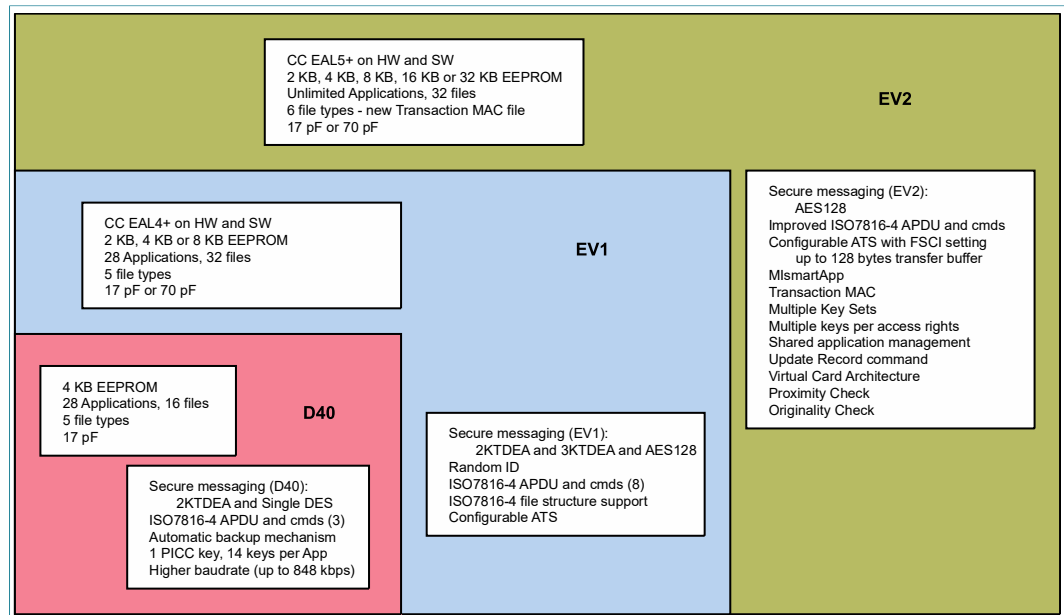 CC EAL5+ on HW and SW
2 KB, 4 KB, 8 KB, 16 KB or 32 KB EEPROM
Unlimited Applications, 32 files
6 file types - new Transaction MAC file
17 pF or 70 pF
EV2
Secure messaging (EV2):
AES128
Improved ISO7816-4 APDU and cmds
Configurable ATS with FSCI setting
up to 128 bytes transfer buffer
MIsmartApp
Transaction MAC
Multiple Key Sets
Multiple keys per access rights
Shared application management
Update Record command
Virtual Card Architecture
Proximity Check
Originality Check
CC EAL4+ on HW and SW
2 KB, 4 KB or 8 KB EEPROM
28 Applications, 32 files
5 file types
17 pF or 70 pF
EV1
Secure messaging (EV1):
2KTDEA and 3KTDEA and AES128
Random ID
ISO7816-4 APDU and cmds (8)
ISO7816-4 file structure support
Configurable ATS
4 KB EEPROM
28 Applications, 16 files
5 file types
17 pF
D40
Secure messaging (D40):
2KTDEA and Single DES
ISO7816-4 APDU and cmds (3)
Automatic backup mechanism
1 PICC key, 14 keys per App
Higher baudrate (up to 848 kbps)